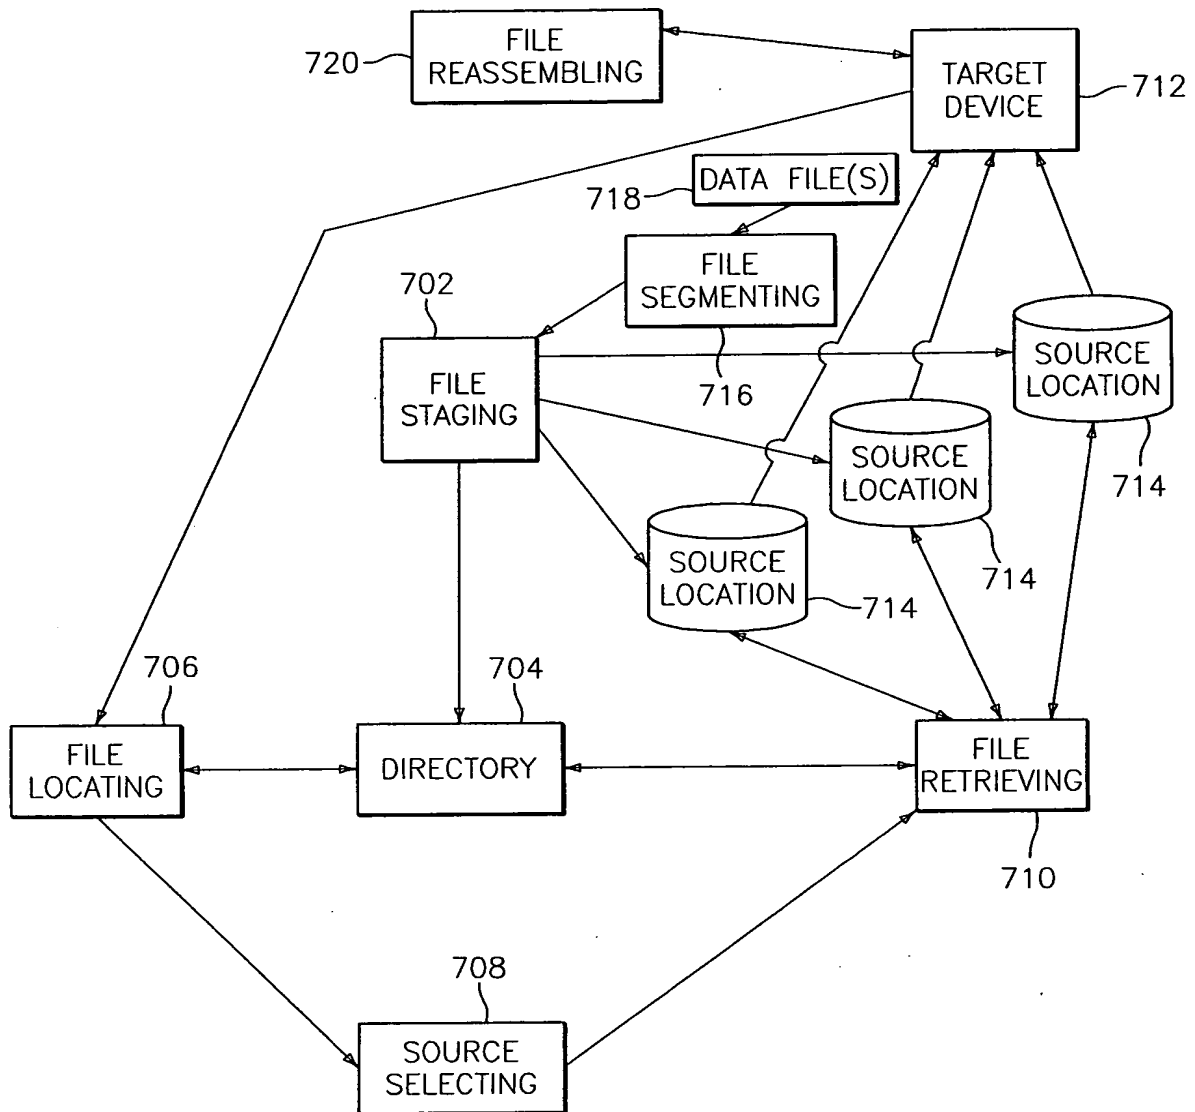 FILE
REASSEMBLING
720
TARGET
DEVICE
712
DATA FILE(S)
718
FILE
SEGMENTING
716
702
FILE
STAGING
SOURCE
LOCATION
714
SOURCE
LOCATION
714
SOURCE
LOCATION
714
706
FILE
LOCATING
704
DIRECTORY
FILE
RETRIEVING
710
708
SOURCE
SELECTING